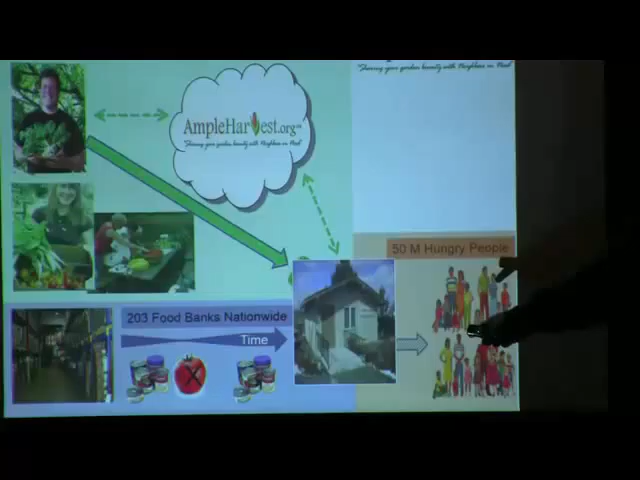 "Sharing your garden bounty with Neighbors in Need"
AmpleHarvest.org
"Sharing your garden bounty with Neighbors in Need"
50 M Hungry People
203 Food Banks Nationwide
Time
X